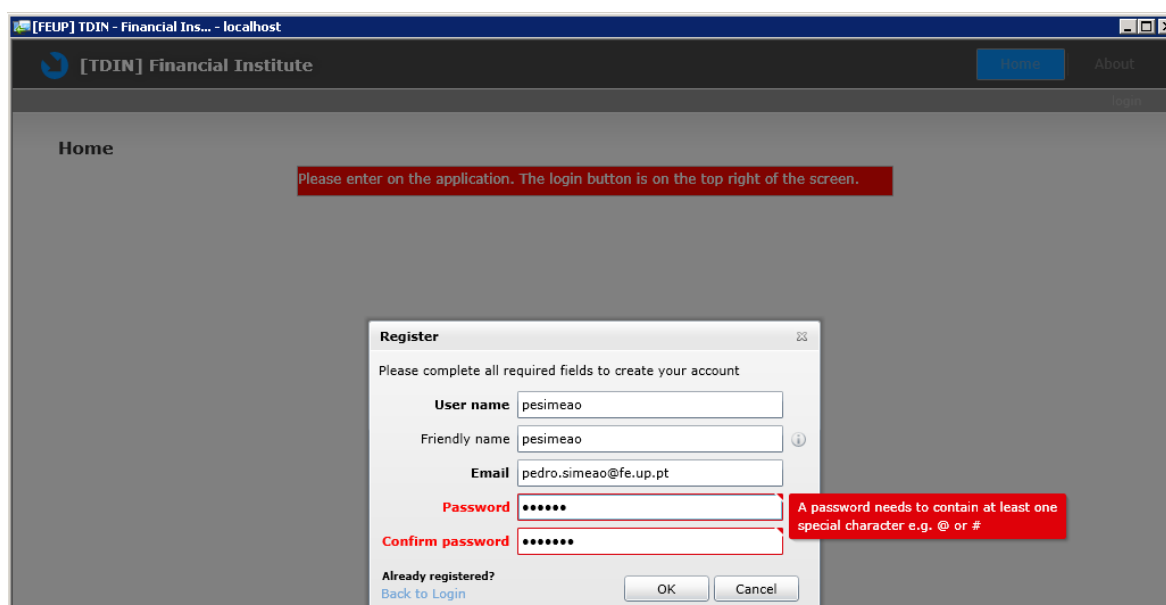 [FEUP] TDIN - Financial Ins... - localhost
[TDIN] Financial Institute
Home
About
login
Home
Please enter on the application. The login button is on the top right of the screen.
Register
Please complete all required fields to create your account
User name pesimeao
Friendly name pesimeao
Email pedro.simeao@fe.up.pt
Password ••••••
A password needs to contain at least one
special character e.g. @ or #
Confirm password •••••••
Already registered?
Back to Login
OK
Cancel